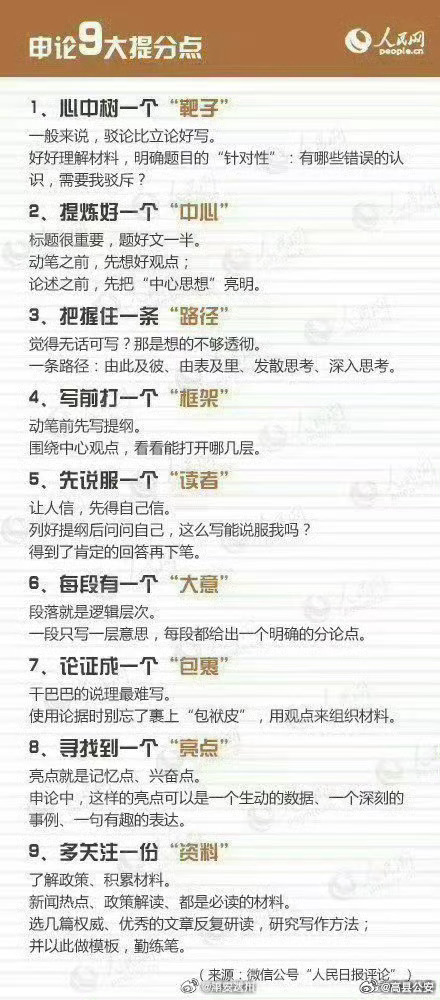 申论9大提分点
人民网
people.cn
1、心中树一个“靶子”
一般来说，驳论比立论好写。
好好理解材料，明确题目的“针对性”：有哪些错误的认
识，需要我驳斥？
2、提炼好一个“中心”
标题很重要，题好文一半。
动笔之前，先想好观点；
论述之前，先把“中心思想”亮明。
3、把握住一条“路径”
觉得无话可写？那是想的不够透彻。
一条路径：由此及彼、由表及里、发散思考、深入思考。
4、写前打一个“框架”
动笔前先写提纲。
围绕中心观点，看看能打开哪几层。
5、先说服一个“读者”
让人信，先得自己信。
列好提纲后问问自己，这么写能说服我吗？
得到了肯定的回答再下笔。
6、每段有一个“大意”
段落就是逻辑层次。
一段只写一层意思，每段都给出一个明确的分论点。
7、论证成一个“包裹”
干巴巴的说理最难写。
使用论据时别忘了裹上“包袱皮”，用观点来组织材料。
8、寻找到一个“亮点”
亮点就是记忆点、兴奋点。
申论中，这样的亮点可以是一个生动的数据、一个深刻的
事例、一句有趣的表达。
9、多关注一份“资料”
了解政策、积累材料。
新闻热点、政策解读、都是必读的材料。
选几篇权威、优秀的文章反复研读，研究写作方法；
并以此做模板，勤练笔。
（来源：微信公号“人民日报评论”）
@嵩县公安